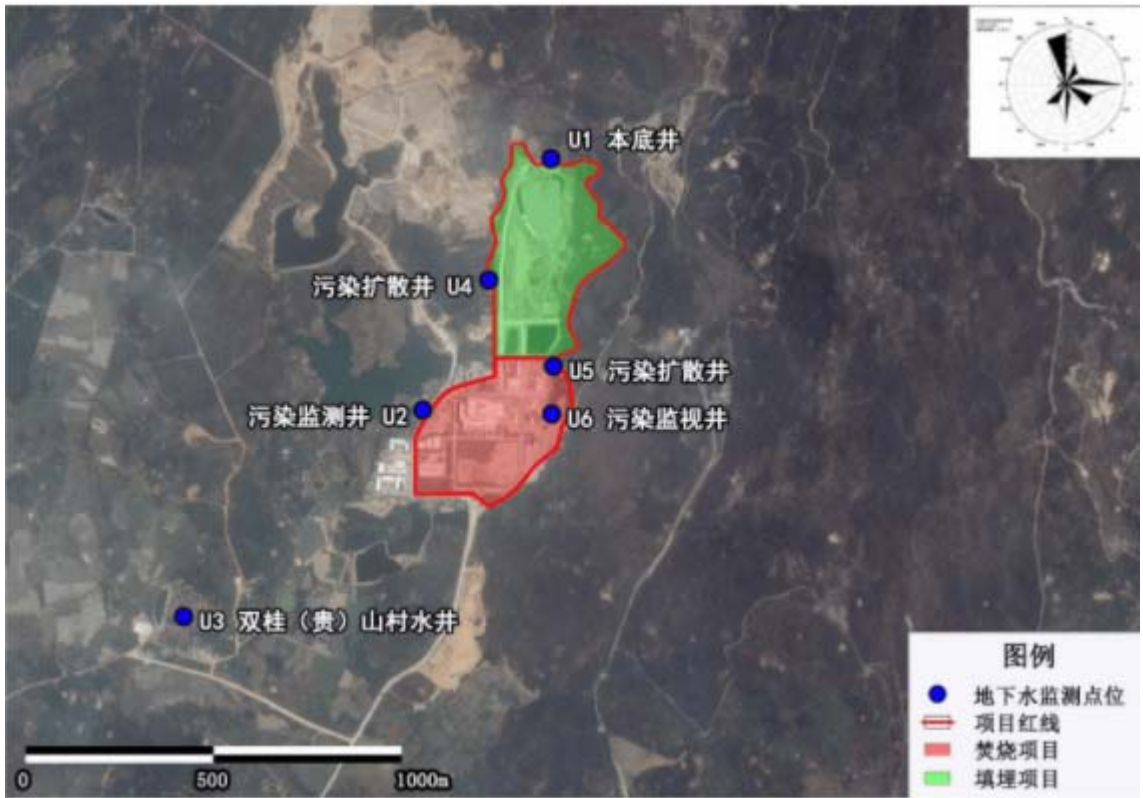 U1 本底井
污染扩散井 U4
U5 污染扩散井
污染监测井 U2
U6 污染监视井
U3 双桂（贵）山村水井
图例
地下水监测点位
项目红线
焚烧项目
填埋项目
0 500 1000m